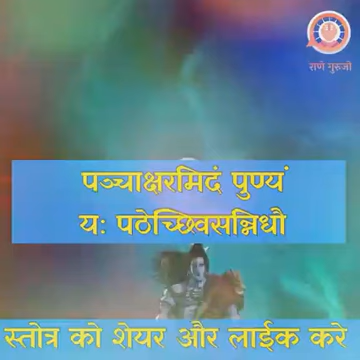 राणे गुरुजी
पञ्चाक्षरमिदं पुण्यं
यः पठेच्छिवसन्निधौ
स्तोत्र को शेयर और लाईक करे